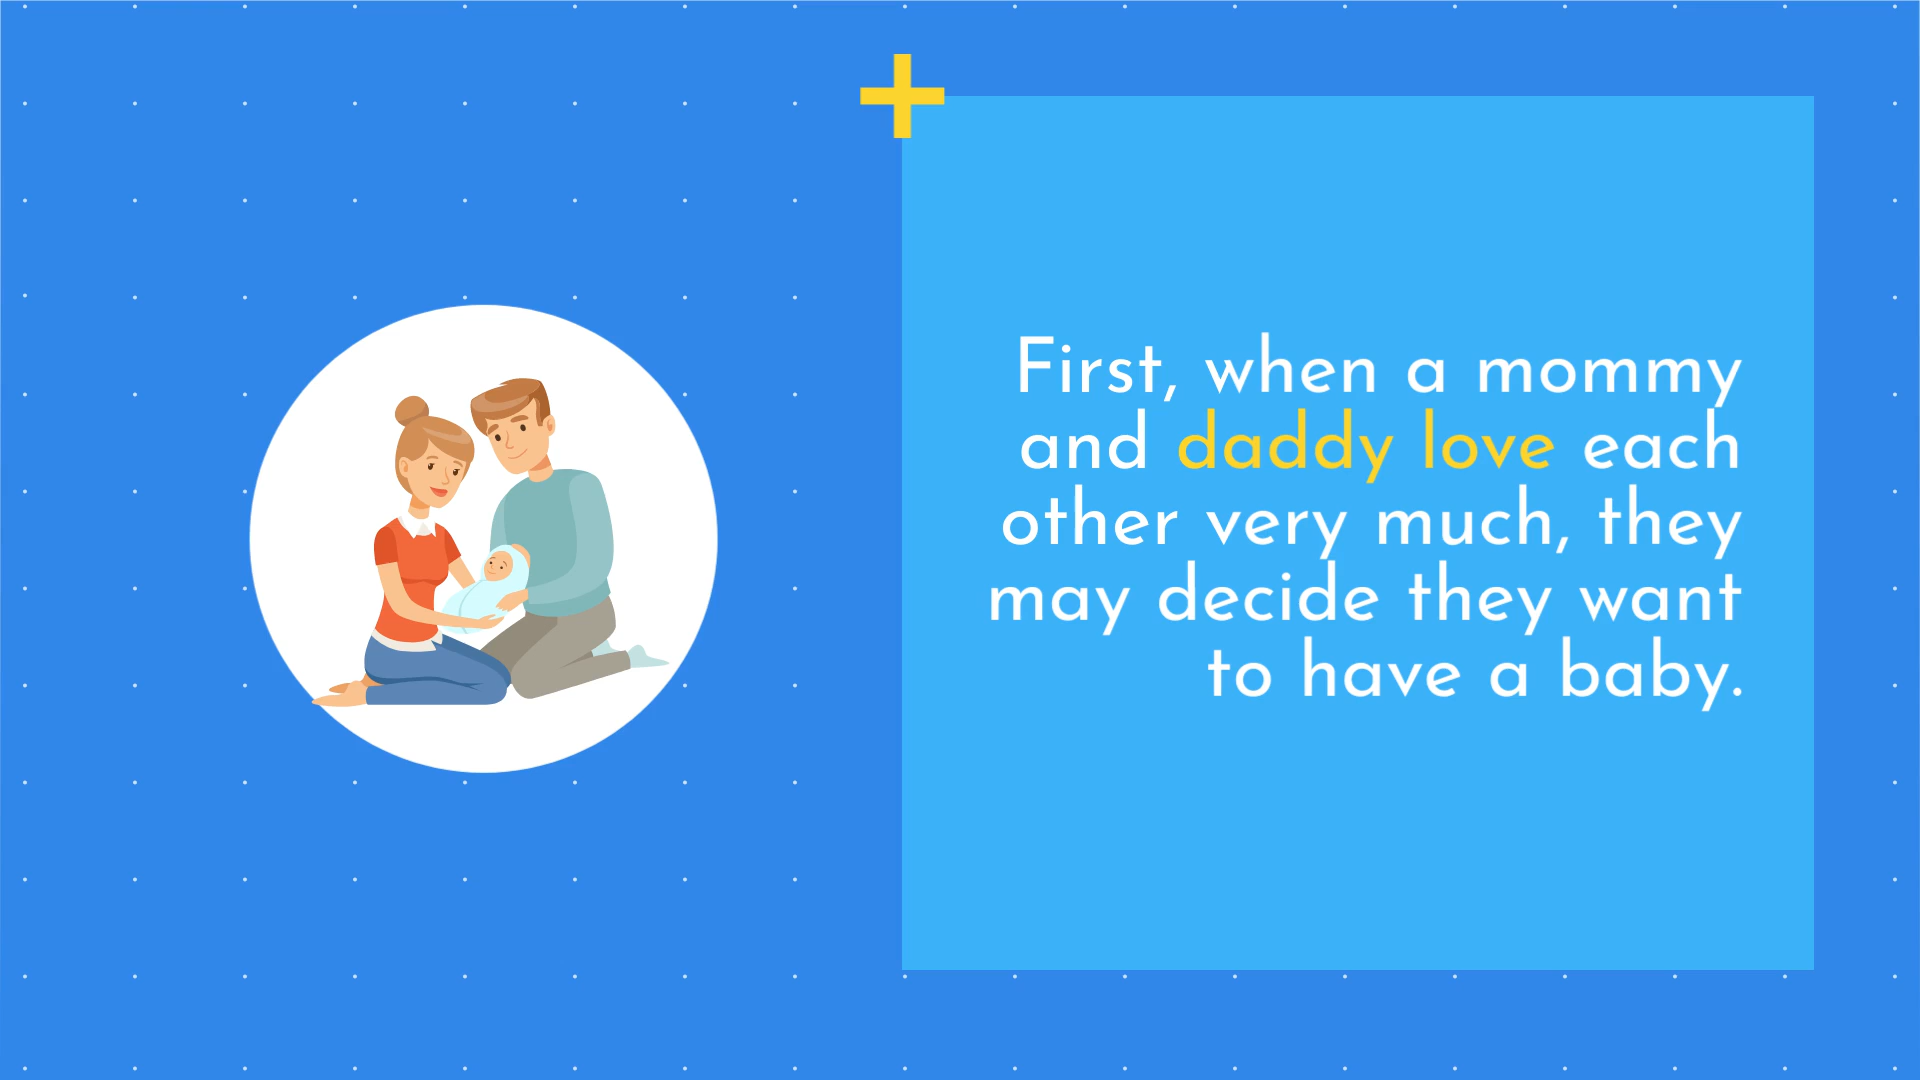 First, when a mommy
and daddy love each
other very much, they
may decide they want
to have a baby.